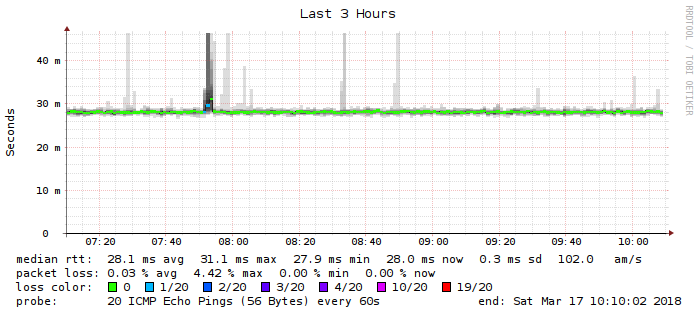 Last 3 Hours
RRDTOOL / TOBI OETIKER
Seconds
40 m
30 m
20 m
10 m
0
07:20 07:40 08:00 08:20 08:40 09:00 09:20 09:40 10:00
median rtt: 28.1 ms avg 31.1 ms max 27.9 ms min 28.0 ms now 0.3 ms sd 102.0 am/s
packet loss: 0.03 % avg 4.42 % max 0.00 % min 0.00 % now
loss color: 0 1/20 2/20 3/20 4/20 10/20 19/20
probe: 20 ICMP Echo Pings (56 Bytes) every 60s end: Sat Mar 17 10:10:02 2018